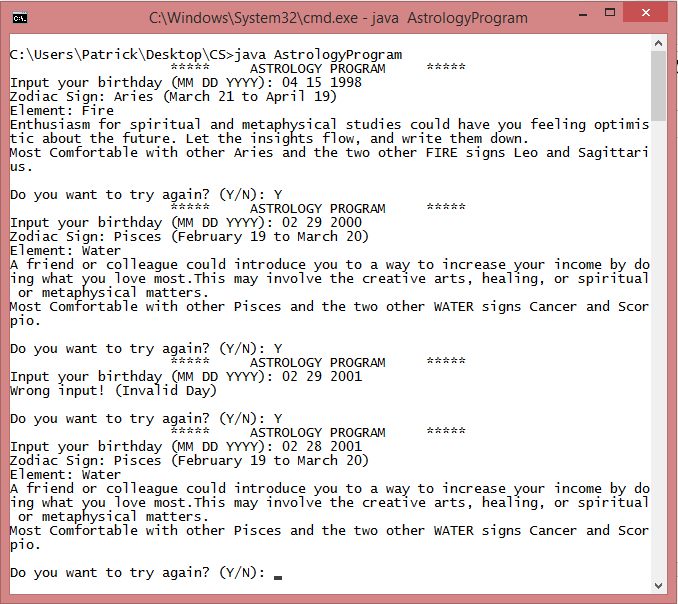 C:\Windows\System32\cmd.exe - java  AstrologyProgram
C:\Users\Patrick\Desktop\CS>java AstrologyProgram
*****     ASTROLOGY PROGRAM     *****
Input your birthday (MM DD YYYY): 04 15 1998
Zodiac Sign: Aries (March 21 to April 19)
Element: Fire
Enthusiasm for spiritual and metaphysical studies could have you feeling optimis
tic about the future. Let the insights flow, and write them down.
Most Comfortable with other Aries and the two other FIRE signs Leo and Sagittari
us.
Do you want to try again? (Y/N): Y
*****     ASTROLOGY PROGRAM     *****
Input your birthday (MM DD YYYY): 02 29 2000
Zodiac Sign: Pisces (February 19 to March 20)
Element: Water
A friend or colleague could introduce you to a way to increase your income by do
ing what you love most.This may involve the creative arts, healing, or spiritual
 or metaphysical matters.
Most Comfortable with other Pisces and the two other WATER signs Cancer and Scor
pio.
Do you want to try again? (Y/N): Y
*****     ASTROLOGY PROGRAM     *****
Input your birthday (MM DD YYYY): 02 29 2001
Wrong input! (Invalid Day)
Do you want to try again? (Y/N): Y
*****     ASTROLOGY PROGRAM     *****
Input your birthday (MM DD YYYY): 02 28 2001
Zodiac Sign: Pisces (February 19 to March 20)
Element: Water
A friend or colleague could introduce you to a way to increase your income by do
ing what you love most.This may involve the creative arts, healing, or spiritual
 or metaphysical matters.
Most Comfortable with other Pisces and the two other WATER signs Cancer and Scor
pio.
Do you want to try again? (Y/N): _